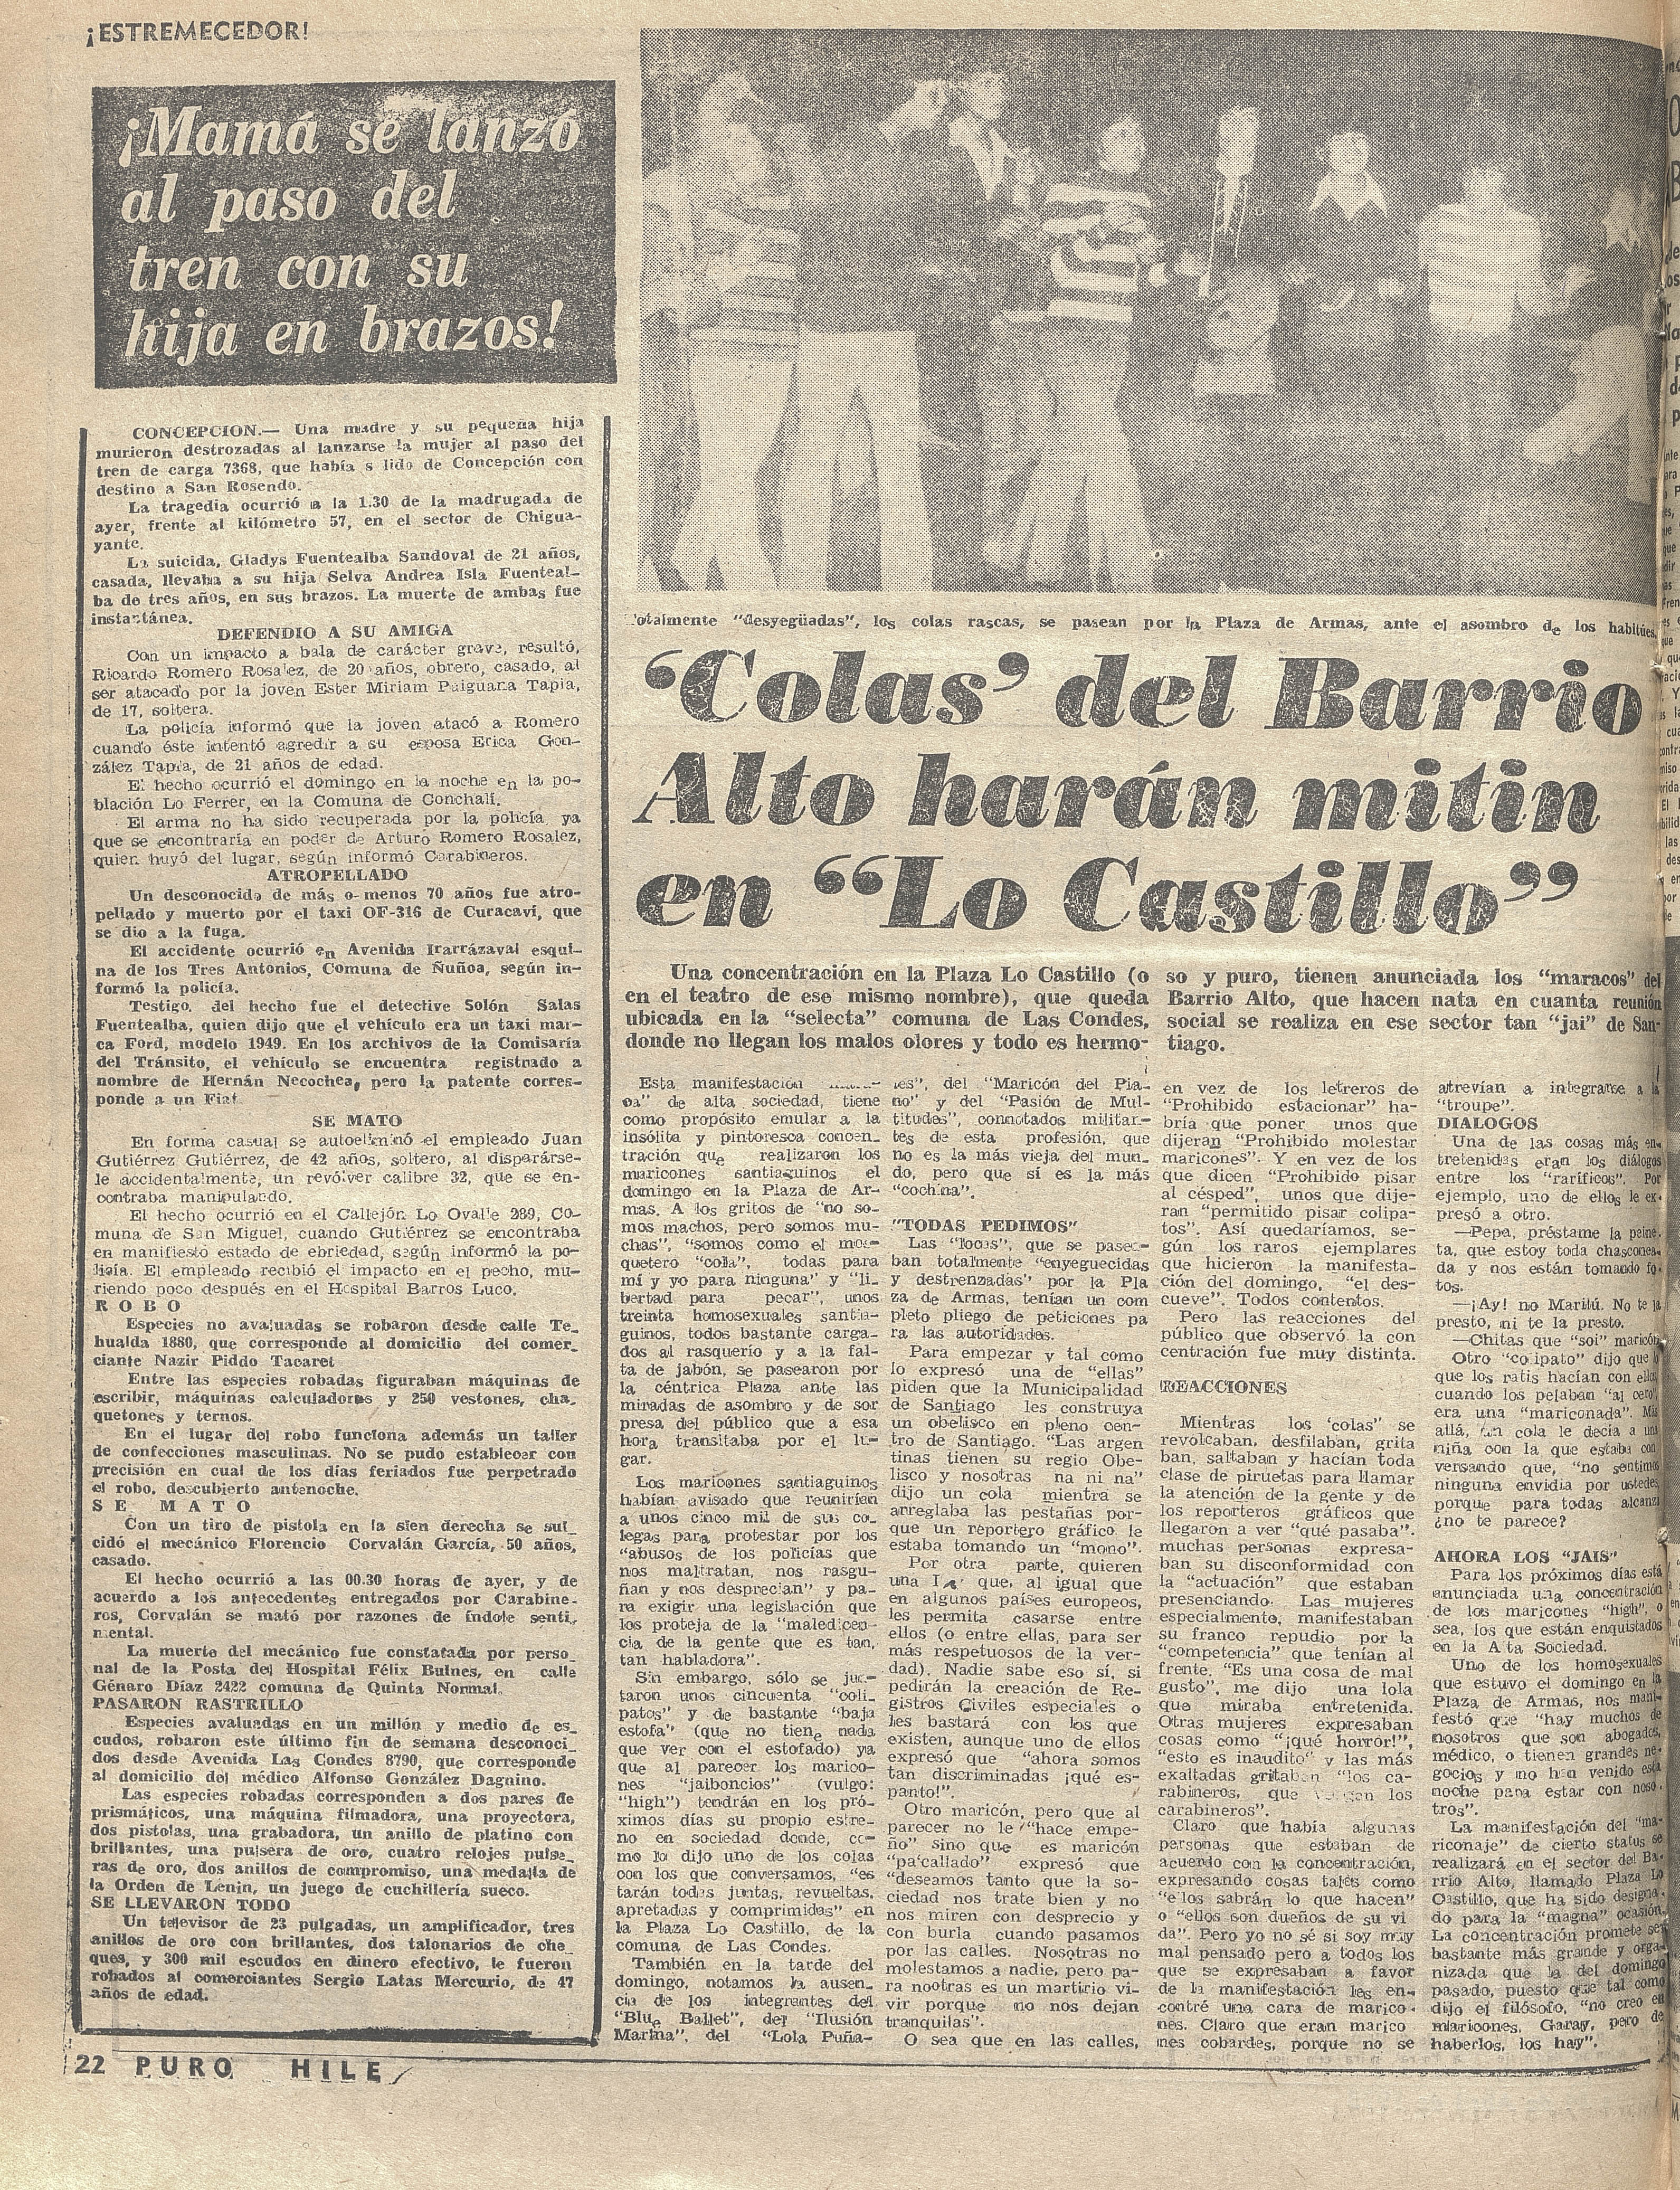 ¡ESTREMECEDOR!
¡Mamá se lanzó
al paso del
tren con su
hija en brazos!
CONCEPCION.— Una madre y su pequeña hija
murieron destrozadas al lanzarse la mujer al paso del
tren de carga 7368, que había s lido de Concepción con
destino a San Rosendo.
La tragedia ocurrió a la 1.30 de la madrugada de
ayer, frente al kilómetro 57, en el sector de Chigua-
yante.
La suicida, Gladys Fuentealba Sandoval de 21 años,
casada, llevaba a su hija Selva Andrea Isla Fuenteal-
ba de tres años, en sus brazos. La muerte de ambas fue
instantánea.
DEFENDIO A SU AMIGA
Con un impacto a bala de carácter grave, resultó,
Ricardo Romero Rosalez, de 20 años, obrero, casado, al
ser atacado por la joven Ester Miriam Puiguana Tapia,
de 17, soltera.
La policía informó que la joven atacó a Romero
cuando éste intentó agredir a su esposa Erica Gon-
zález Tapia, de 21 años de edad.
El hecho ocurrió el domingo en la noche en la po-
blación Lo Ferrer, en la Comuna de Conchalí.
El arma no ha sido recuperada por la policía ya
que se encontraría en poder de Arturo Romero Rosalez,
quien huyó del lugar, según informó Carabineros.
ATROPELLADO
Un desconocido de más o menos 70 años fue atro-
pellado y muerto por el taxi OF-316 de Curacaví, que
se dio a la fuga.
El accidente ocurrió en Avenida Irarrázaval esqui-
na de los Tres Antonios, Comuna de Ñuñoa, según in-
formó la policía.
Testigo, del hecho fue el detective Solón Salas
Fuentealba, quien dijo que el vehículo era un taxi mar-
ca Ford, modelo 1949. En los archivos de la Comisaría
del Tránsito, el vehículo se encuentra registrado a
nombre de Hernán Necochea, pero la patente corres-
ponde a un Fiat
SE MATO
En forma casual se autoeliminó el empleado Juan
Gutiérrez Gutiérrez, de 42 años, soltero, al disparárse-
le accidentalmente, un revólver calibre 32, que se en-
contraba manipulando.
El hecho ocurrió en el Callejón Lo Ovalle 289, Co-
muna de San Miguel, cuando Gutiérrez se encontraba
en manifiesto estado de ebriedad, según informó la po-
licía. El empleado recibió el impacto en el pecho, mu-
riendo poco después en el Hospital Barros Luco.
ROBO
Especies no avaluadas se robaron desde calle Te-
hualda 1880, que corresponde al domicilio del comer_
ciante Nazir Piddo Tacaret
Entre las especies robadas figuraban máquinas de
escribir, máquinas calculadoras y 250 vestones, cha_
quetones y ternos.
En el lugar del robo funciona además un taller
de confecciones masculinas. No se pudo establecer con
precisión en cual de los días feriados fue perpetrado
el robo, descubierto antenoche.
SE MATO
Con un tiro de pistola en la sien derecha se sui_
cidó el mecánico Florencio Corvalán García, 50 años,
casado.
El hecho ocurrió a las 00.30 horas de ayer, y de
acuerdo a los antecedentes entregados por Carabine-
ros, Corvalán se mató por razones de índole senti_
mental.
La muerte del mecánico fue constatada por perso_
nal de la Posta del Hospital Félix Bulnes, en calle
Génaro Díaz 2422 comuna de Quinta Normal.
PASARON RASTRILLO
Especies avaluadas en un millón y medio de es_
cudos, robaron este último fin de semana desconoci_
dos desde Avenida Las Condes 8790, que corresponde
al domicilio del médico Alfonso González Dagnino.
Las especies robadas corresponden a dos pares de
prismáticos, una máquina filmadora, una proyectora,
dos pistolas, una grabadora, un anillo de platino con
brillantes, una pulsera de oro, cuatro relojes pulse_
ras de oro, dos anillos de compromiso, una medalla de
la Orden de Lenin, un juego de cuchillería sueco.
SE LLEVARON TODO
Un televisor de 23 pulgadas, un amplificador, tres
anillos de oro con brillantes, dos talonarios de che_
ques, y 300 mil escudos en dinero efectivo, le fueron
robados al comerciantes Sergio Latas Mercurio, de 47
años de edad.
otalmente "desyegüadas", los colas rascas, se pasean por la Plaza de Armas, ante el asombro de los habitúes.
'Colas' del Barrio
Alto harán mitin
en "Lo Castillo"
Una concentración en la Plaza Lo Castillo (o
en el teatro de ese mismo nombre), que queda
ubicada en la "selecta" comuna de Las Condes,
donde no llegan los malos olores y todo es hermo-
so y puro, tienen anunciada los "maracos" del
Barrio Alto, que hacen nata en cuanta reunión
social se realiza en ese sector tan "jai" de San-
tiago.
Esta manifestación
" de alta sociedad, tiene
como propósito emular a la
insólita y pintoresca concen_
tración que realizaron los
maricones santiaguinos el
domingo en la Plaza de Ar-
mas. A los gritos de "no so-
mos machos, pero somos mu-
chas", "somos como el mos-
quetero "colla", todas para
mí y yo para ninguna" y "li-
bertad para pecar", unos
treinta homosexuales santia-
guinos, todos bastante carga-
dos al rasquerío y a la fal-
ta de jabón, se pasearon por
la céntrica Plaza ante las
miradas de asombro y de sor
presa del público que a esa
hora transitaba por el lu-
gar.
Los maricones santiaguinos
habían avisado que reunirían
a unos cinco mil de sus co-
legas para protestar por los
"abusos de los policías que
nos maltratan, nos rasgu-
ñan y nos desprecian" y pa-
ra exigir una legislación que
los proteja de la "maledicen-
cia de la gente que es tan,
tan habladora".
Sin embargo, sólo se jun-
taron unos cincuenta "coli-
patos" y de bastante "baja
estofa" (que no tiene nada
que ver con el estofado) ya
que al parecer los marico-
nes "jaiboncios" (vulgo:
"high") tendrán en los pró-
ximos días su propio estre-
no en sociedad donde, co-
mo lo dijo uno de los colas
con los que conversamos, "es
tarán todas juntas, revueltas,
apretadas y comprimidas" en
la Plaza Lo Castillo, de la
comuna de Las Condes.
También en la tarde del
domingo, notamos la ausen_
cia de los integrantes del
"Blue Ballet", del "Ilusión
Marina", del "Lola Puña-
les", del "Maricón del Pia-
no" y del "Pasión de Mul-
titudes", connotados militan-
tes de esta profesión, que
no es la más vieja del mun-
do, pero que sí es la más
"cochina".
"TODAS PEDIMOS"
Las "locas", que se pasea-
ban totalmente "enyeguecidas
y destrenzadas" por la Pla
za de Armas, tenían un com
pleto pliego de peticiones pa
ra las autoridades.
Para empezar y tal como
lo expresó una de "ellas"
piden que la Municipalidad
de Santiago les construya
un obelisco en pleno cen-
tro de Santiago. "Las argen
tinas tienen su regio Obe-
lisco y nosotras na ni na"
dijo un cola mientra se
arreglaba las pestañas por-
que un reportero gráfico le
estaba tomando un "mono".
Por otra parte, quieren
una que, al igual que
en algunos países europeos,
les permita casarse entre
ellos (o entre ellas, para ser
más respetuosos de la ver-
dad). Nadie sabe eso sí, si
pedirán la creación de Re-
gistros Civiles especiales o
les bastará con los que
existen, aunque uno de ellos
expresó que "ahora somos
tan discriminadas ¡qué es-
panto!".
Otro maricón, pero que al
parecer no le "hace empe-
ño" sino que es maricón
"pa'callado" expresó que
"deseamos tanto que la so-
ciedad nos trate bien y no
nos miren con desprecio y
con burla cuando pasamos
por las calles. Nosotras no
molestamos a nadie, pero pa-
ra nootras es un martirio vi-
vir porque no nos dejan
tranquilas".
O sea que en las calles,
en vez de los letreros de
"Prohibido estacionar" ha-
bría que poner unos que
dijeran "Prohibido molestar
maricones". Y en vez de los
que dicen "Prohibido pisar
al césped", unos que dije-
ran "permitido pisar colipa-
tos". Así quedaríamos, se-
gún los raros ejemplares
que hicieron la manifesta-
ción del domingo, "el des-
cueve". Todos contentos.
Pero las reacciones del
público que observó la con
centración fue muy distinta.
REACCIONES
Mientras los 'colas" se
revolcaban, desfilaban, grita
ban, saltaban y hacían toda
clase de piruetas para llamar
la atención de la gente y de
los reporteros gráficos que
llegaron a ver "qué pasaba".
muchas personas expresa-
ban su disconformidad con
la "actuación" que estaban
presenciando. Las mujeres
especialmente, manifestaban
su franco repudio por la
"competencia" que tenían al
frente. "Es una cosa de mal
gusto", me dijo una lola
que miraba entretenida.
Otras mujeres expresaban
cosas como "¡qué horror!",
"esto es inaudito" y las más
exaltadas gritaban "los ca-
rabineros, que vengan los
carabineros".
Claro que había algunas
personas que estaban de
acuerdo con la concentración,
expresando cosas tales como
"ellos sabrán lo que hacen"
o "ellos son dueños de su vi
da". Pero yo no sé si soy muy
mal pensado pero a todos los
que se expresaban a favor
de la manifestación les en-
contré una cara de marico-
nes. Claro que eran marico
nes cobardes, porque no se
atrevían a integrarse a la
"troupe".
DIALOGOS
Una de las cosas más en-
tretenidas eran los diálogos
entre los "raríficos". Por
ejemplo, uno de ellos le ex-
presó a otro.
—Pepa, préstame la peine-
ta, que estoy toda chascona-
da y nos están tomando fo-
tos.
—¡Ay! no Marilú. No te la
presto, ni te la presto.
—Chitas que "soi" maricón
Otro "colipato" dijo que lo
que los ratis hacían con ellos
cuando los pelaban "al cero",
era una "mariconada". Más
allá, un cola le decía a una
niña con la que estaba con
versando que, "no sentimos
ninguna envidia por ustedes,
porque para todas alcanza
¿no te parece?
AHORA LOS "JAIS"
Para los próximos días está
anunciada una concentración
de los maricones "high", o
sea, los que están enquistados
en la Alta Sociedad.
Uno de los homosexuales
que estuvo el domingo en la
Plaza de Armas, nos mani-
festó que "hay muchos de
nosotros que son abogados,
médico, o tienen grandes ne-
gocios y no han venido esta
noche para estar con noso-
tros".
La manifestación del "ma-
riconaje" de cierto status se
realizará en el sector del Ba-
rrio Alto, llamado Plaza Lo
Castillo, que ha sido designa-
do para la "magna" ocasión.
La concentración promete ser
bastante más grande y orga-
nizada que la del domingo
pasado, puesto que tal como
dijo el filósofo, "no creo en
maricones, Garay, pero de
haberlos, los hay".
22 PURO HILE